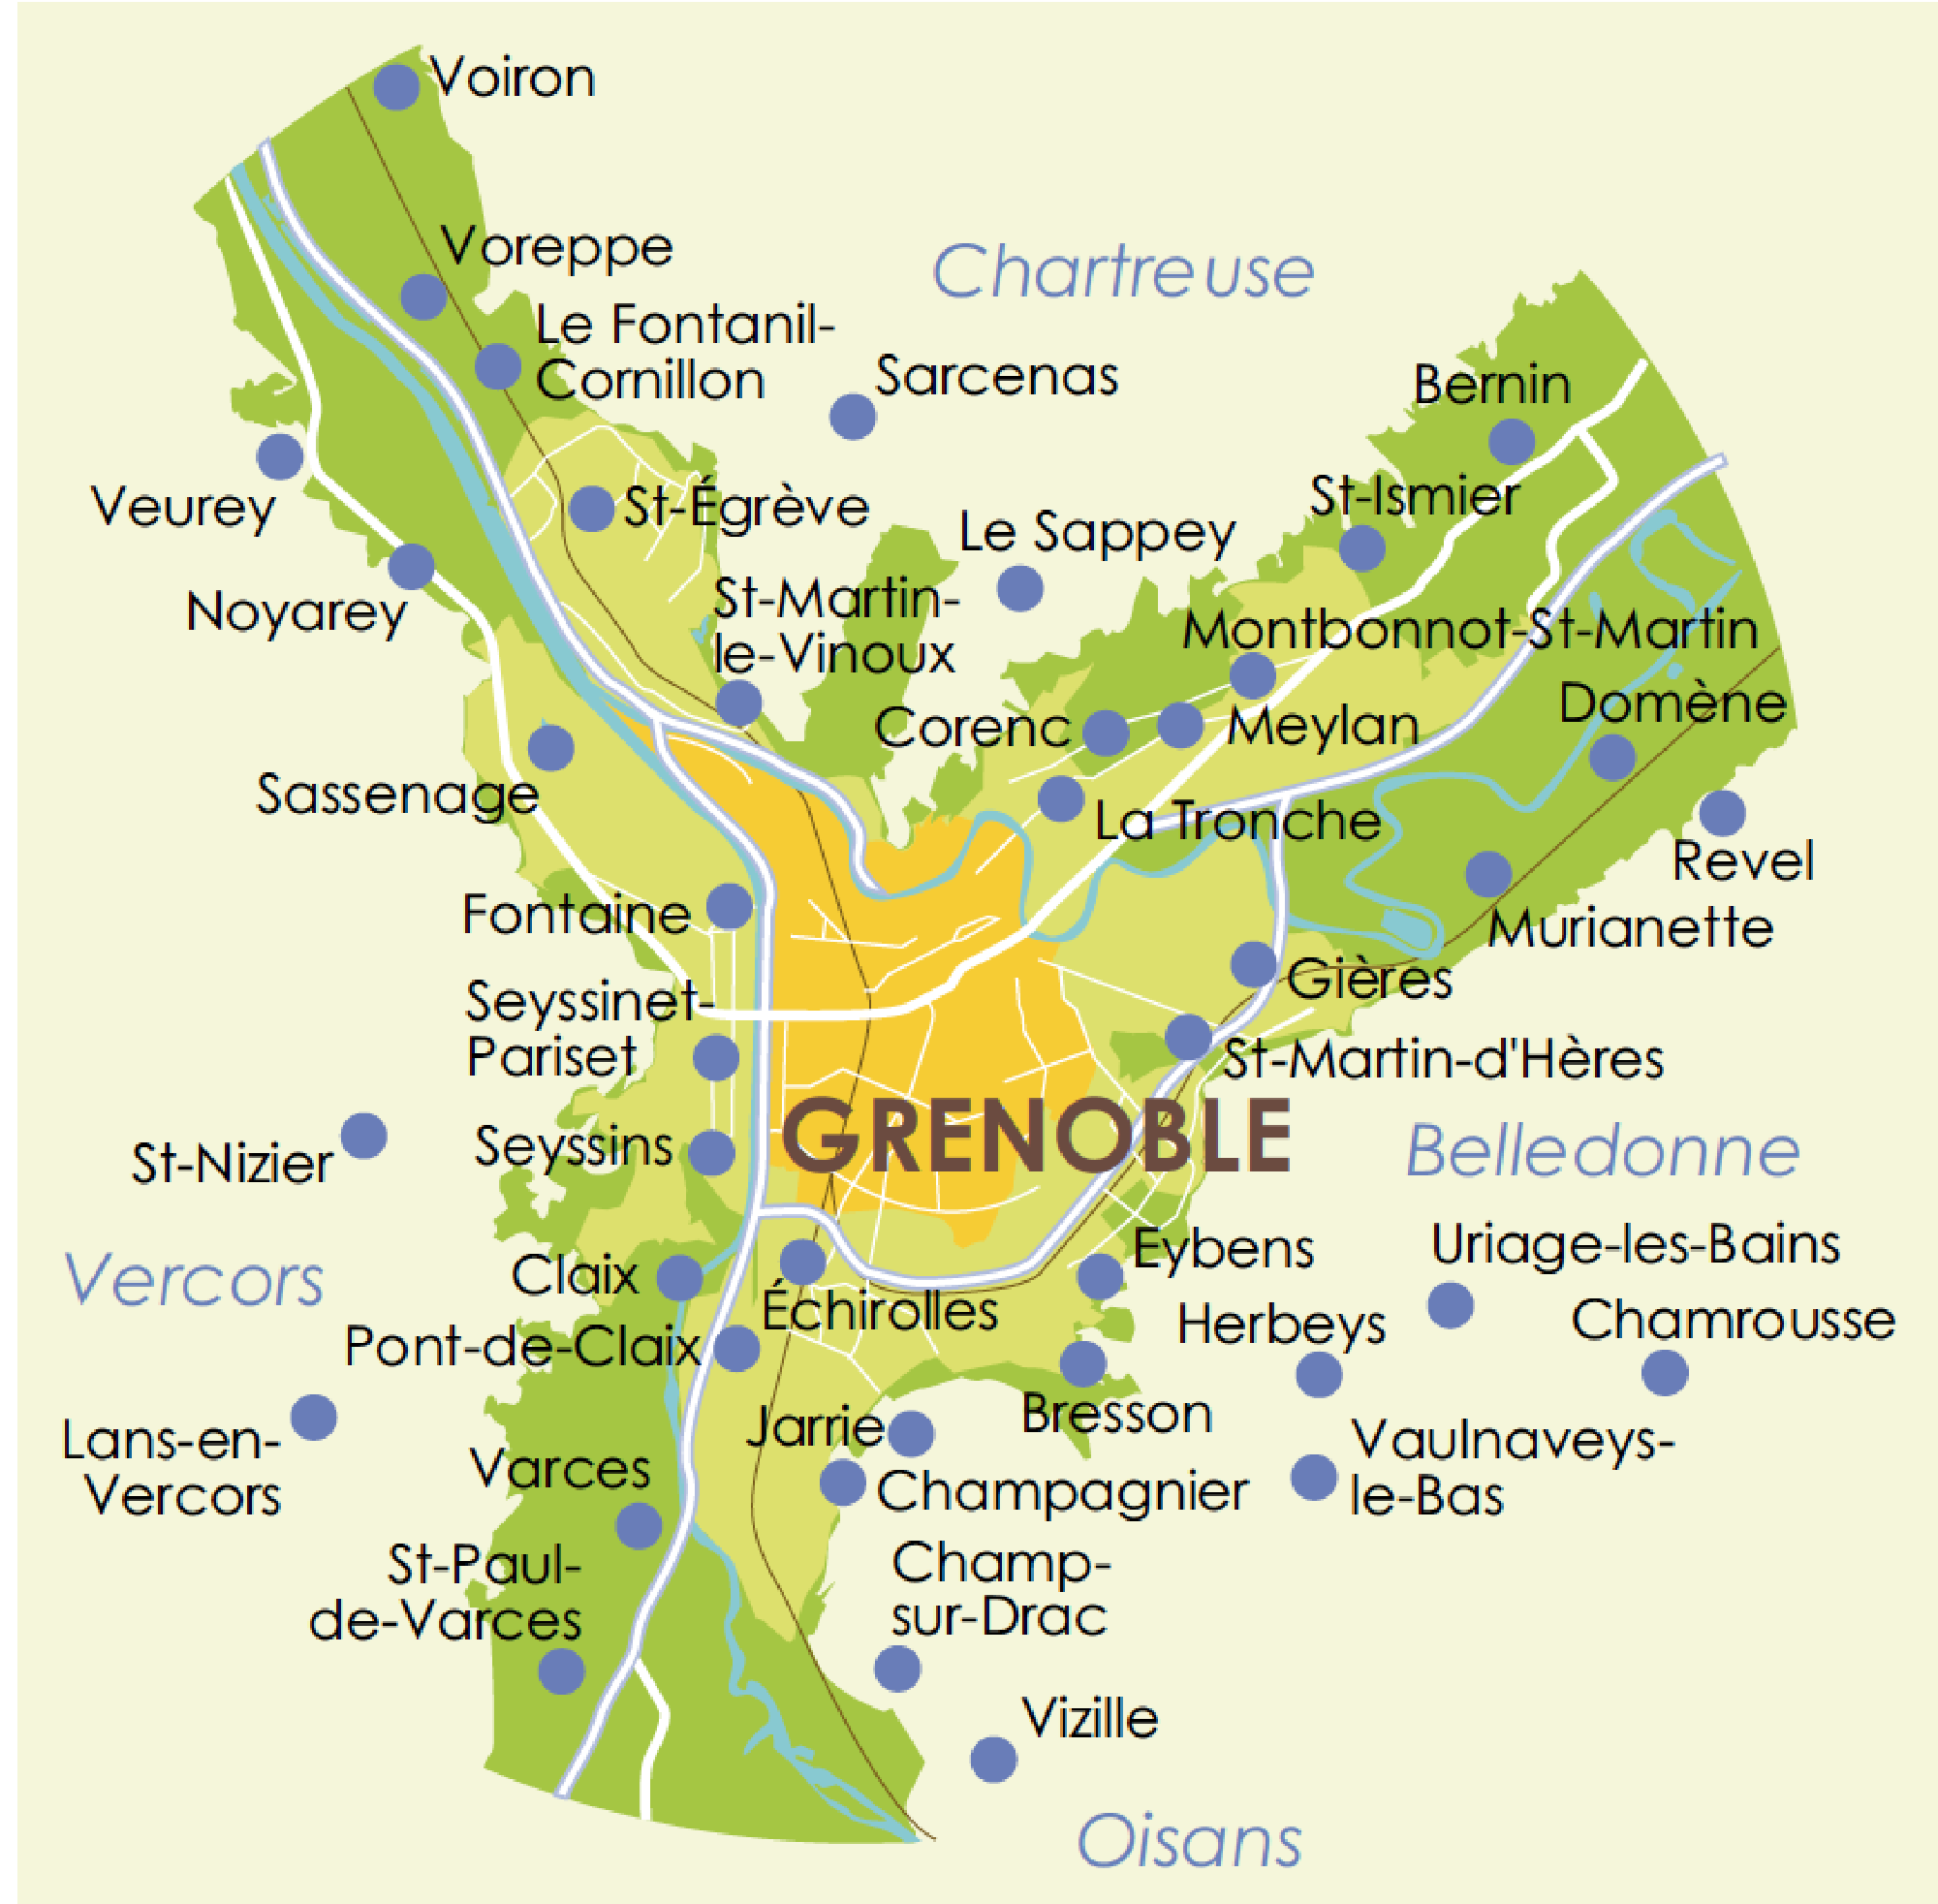 Voiron
Voreppe
Chartreuse
Le Fontanil-
Cornillon
Sarcenas
Bernin
St-Ismier
Veurey
St-Égrève
Le Sappey
Noyarey
St-Martin-
le-Vinoux
Montbonnot-St-Martin
Corenc
Meylan
Domène
Sassenage
La Tronche
Revel
Fontaine
Murianette
Gières
Seyssinet-
Pariset
St-Martin-d'Hères
GRENOBLE
St-Nizier
Seyssins
Belledonne
Vercors
Claix
Eybens
Uriage-les-Bains
Échirolles
Herbeys
Chamrousse
Pont-de-Claix
Bresson
Jarrie
Lans-en-
Vercors
Varces
Champagnier
Vaulnaveys-
le-Bas
St-Paul-
de-Varces
Champ-
sur-Drac
Vizille
Oisans